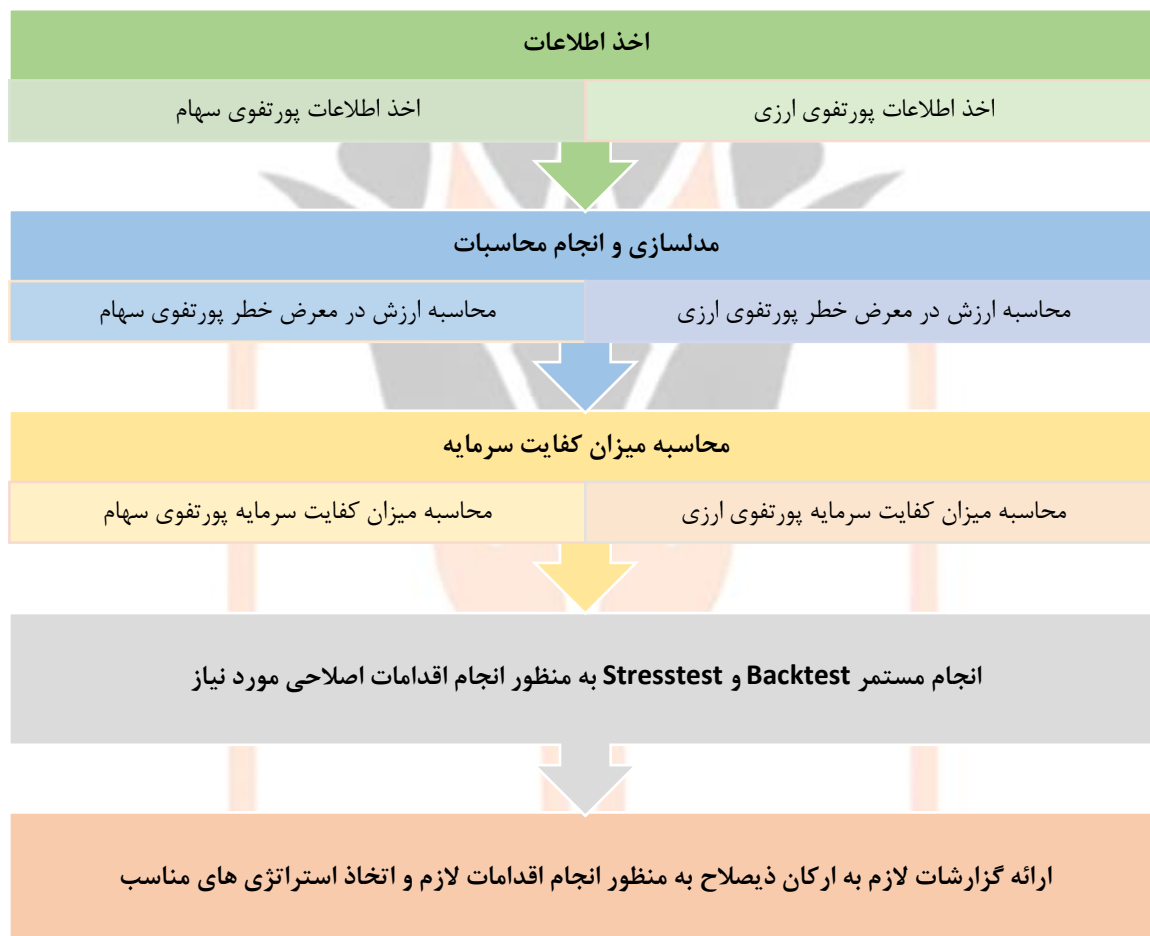 اخذ اطلاعات
اخذ اطلاعات پورتفوی ارزی
اخذ اطلاعات پورتفوی سهام
مدلسازی و انجام محاسبات
محاسبه ارزش در معرض خطر پورتفوی ارزی
محاسبه ارزش در معرض خطر پورتفوی سهام
محاسبه میزان کفایت سرمایه
محاسبه میزان کفایت سرمایه پورتفوی ارزی
محاسبه میزان کفایت سرمایه پورتفوی سهام
انجام مستمر Backtest و Stresstest به منظور انجام اقدامات اصلاحی مورد نیاز
ارائه گزارشات لازم به ارکان ذیصلاح به منظور انجام اقدامات لازم و اتخاذ استراتژی های مناسب